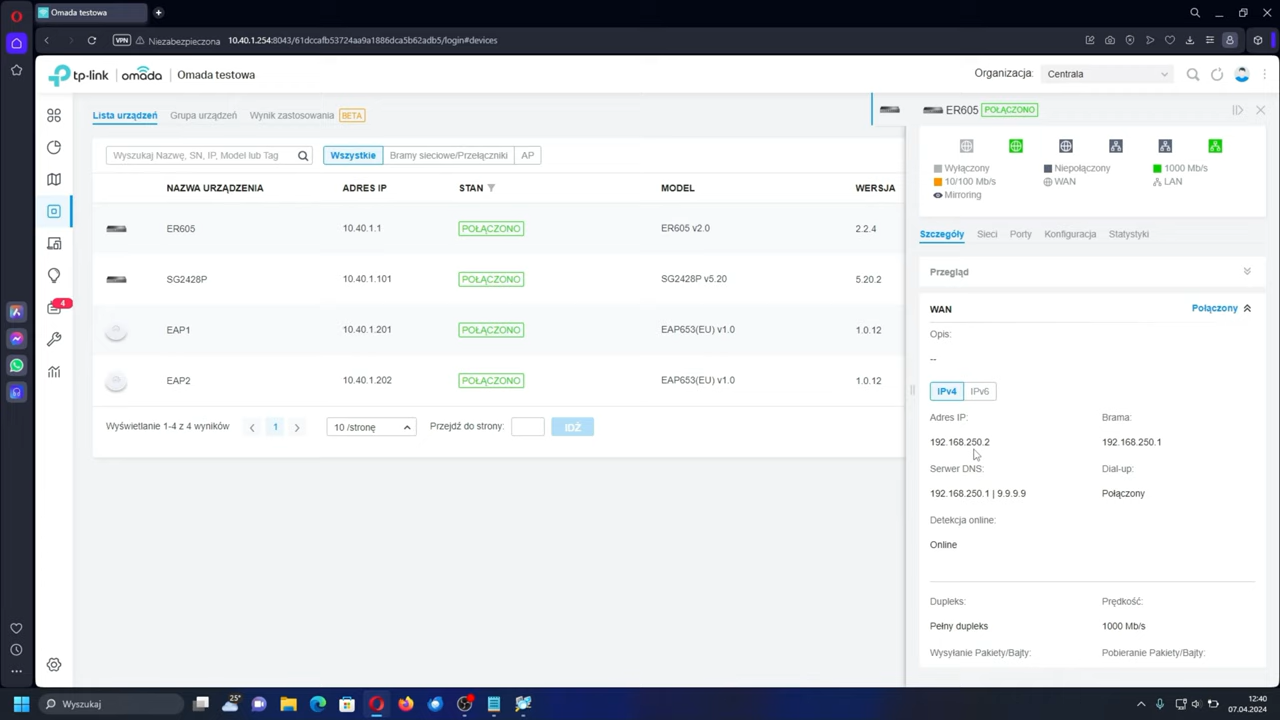 Omada testowa
VPN
Niezabezpieczona
10.40.1.254:8043/61dccafb53724aa9a1886dca5b62adb5/login#devices
tp-link | omada | Omada testowa
Organizacja: Centrala
Lista urządzeń
Grupa urządzeń
Wynik zastosowania BETA
Wyszukaj Nazwę, SN, IP, Model lub Tag
Wszystkie
Bramy sieciowe/Przełączniki
AP
NAZWA URZĄDZENIA ADRES IP STAN MODEL WERSJA
ER605 10.40.1.1 POŁĄCZONO ER605 v2.0 2.2.4
SG2428P 10.40.1.101 POŁĄCZONO SG2428P v5.20 5.20.2
EAP1 10.40.1.201 POŁĄCZONO EAP653(EU) v1.0 1.0.12
EAP2 10.40.1.202 POŁĄCZONO EAP653(EU) v1.0 1.0.12
Wyświetlanie 1-4 z 4 wyników
1
10 /stronę
Przejdź do strony:
IDŹ
4
ER605 POŁĄCZONO
Wyłączony Niepołączony 1000 Mb/s
10/100 Mb/s WAN LAN
Mirroring
Szczegóły Sieci Porty Konfiguracja Statystyki
Przegląd
WAN Połączony
Opis:
--
IPv4 IPv6
Adres IP: Brama:
192.168.250.2 192.168.250.1
Serwer DNS: Dial-up:
192.168.250.1 | 9.9.9.9 Połączony
Detekcja online:
Online
Dupleks: Prędkość:
Pełny dupleks 1000 Mb/s
Wysyłanie Pakiety/Bajty: Pobieranie Pakiety/Bajty:
Wyszukaj
25°
12:40
07.04.2024